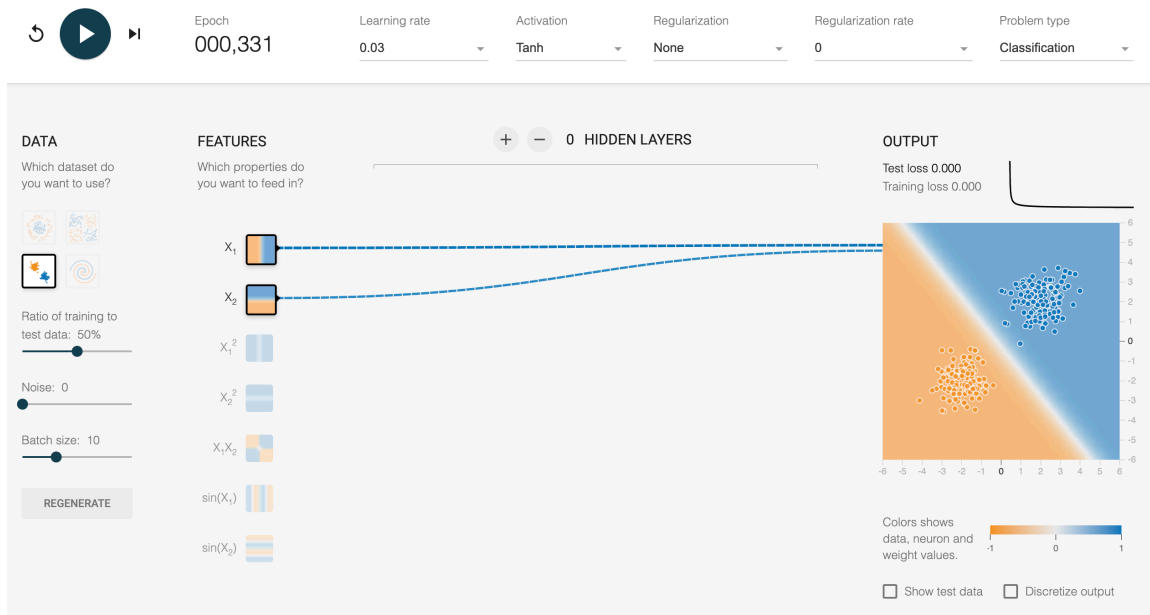 Epoch
000,331
Learning rate
0.03
Activation
Tanh
Regularization
None
Regularization rate
0
Problem type
Classification
DATA
Which dataset do
you want to use?
Ratio of training to
test data: 50%
Noise: 0
Batch size: 10
REGENERATE
FEATURES
Which properties do
you want to feed in?
X₁
X₂
X₁²
X₂²
X₁X₂
sin(X₁)
sin(X₂)
+ − 0 HIDDEN LAYERS
OUTPUT
Test loss 0.000
Training loss 0.000
6
5
4
3
2
1
0
-1
-2
-3
-4
-5
-6
-6 -5 -4 -3 -2 -1 0 1 2 3 4 5 6
Colors shows
data, neuron and
weight values.
-1 0 1
Show test data
Discretize output